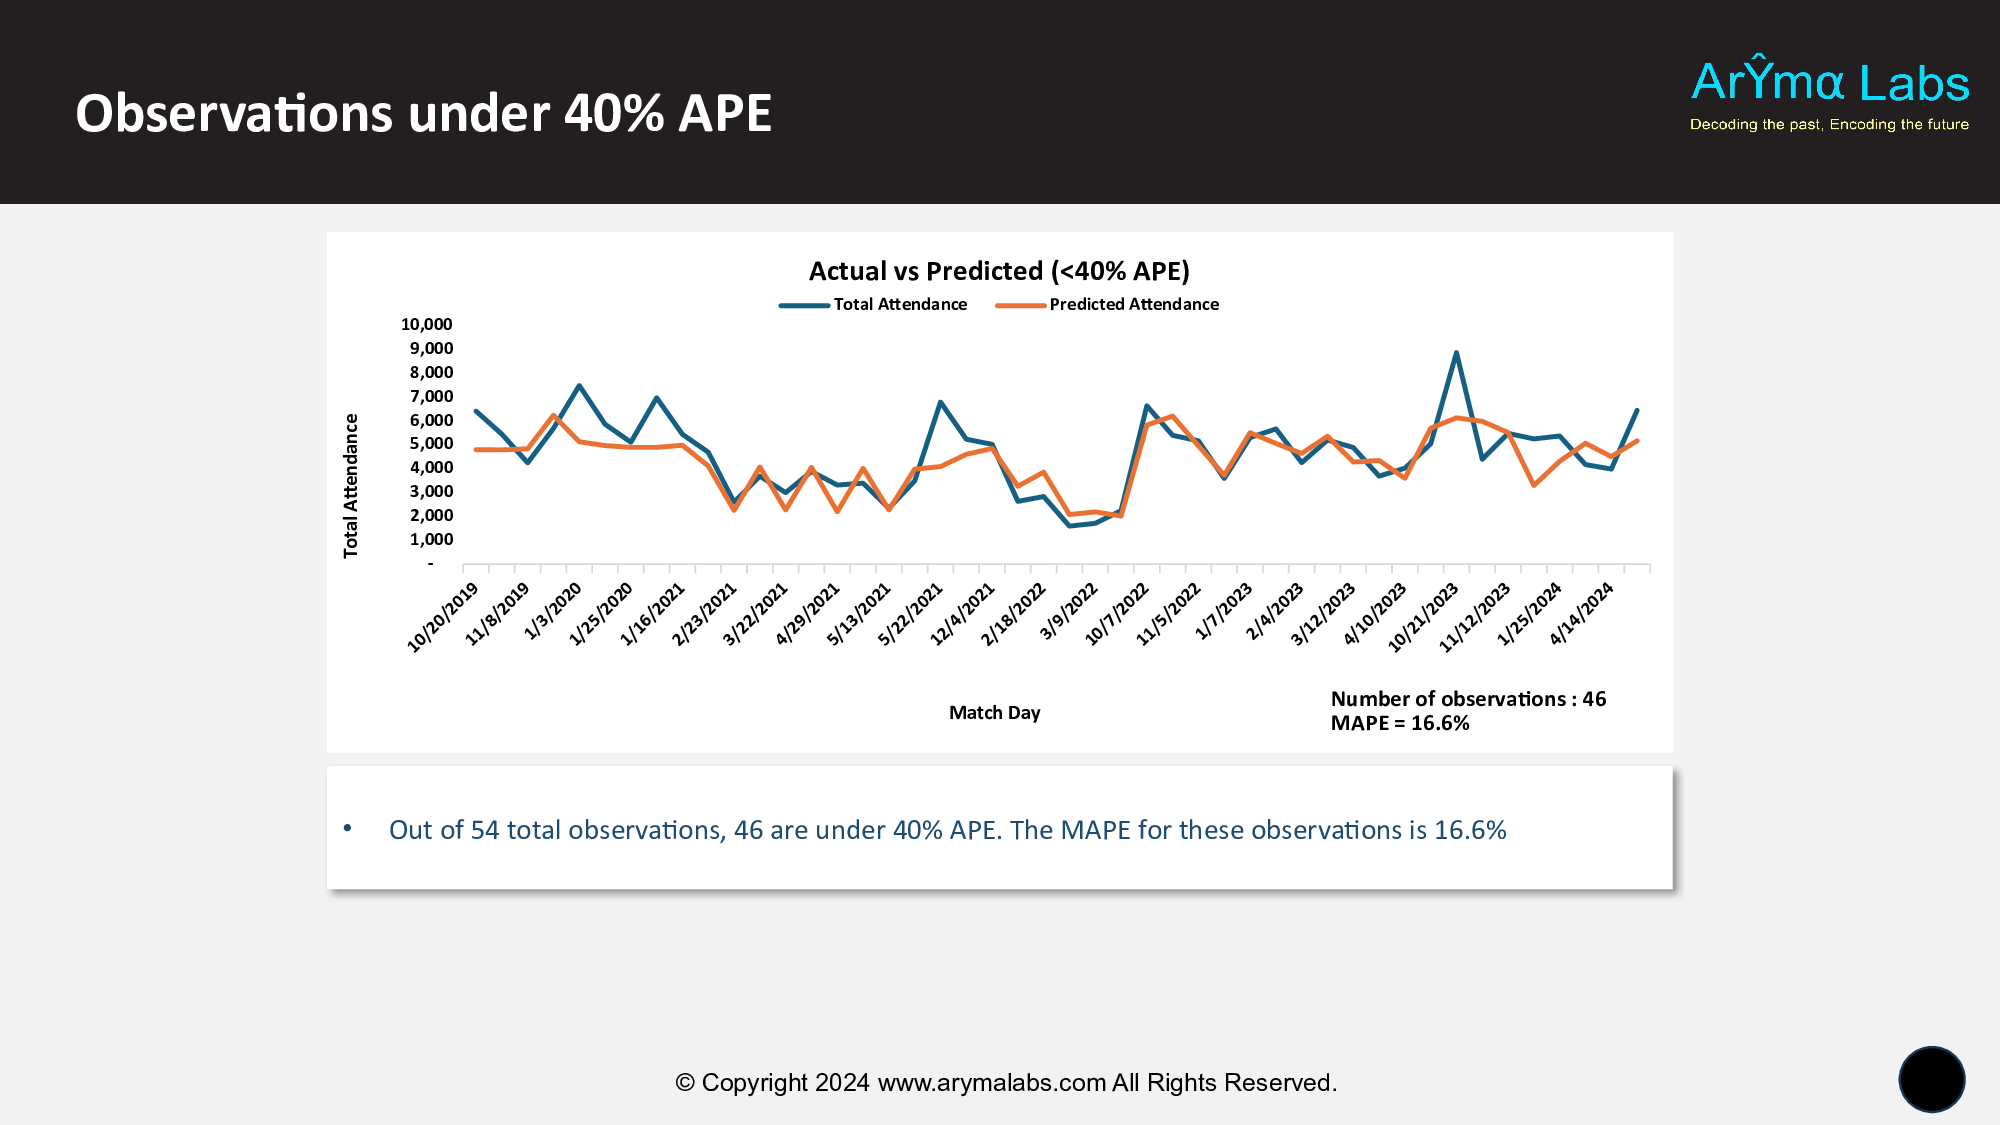 Observations under 40% APE
ArŶmα Labs
Decoding the past, Encoding the future
Actual vs Predicted (<40% APE)
Total Attendance
Predicted Attendance
10,000
9,000
8,000
7,000
6,000
5,000
4,000
3,000
2,000
1,000
-
Total Attendance
10/20/2019
11/8/2019
1/3/2020
1/25/2020
1/16/2021
2/23/2021
3/22/2021
4/29/2021
5/13/2021
5/22/2021
12/4/2021
2/18/2022
3/9/2022
10/7/2022
11/5/2022
1/7/2023
2/4/2023
3/12/2023
4/10/2023
10/21/2023
11/12/2023
1/25/2024
4/14/2024
Match Day
Number of observations : 46
MAPE = 16.6%
• Out of 54 total observations, 46 are under 40% APE. The MAPE for these observations is 16.6%
© Copyright 2024 www.arymalabs.com All Rights Reserved.